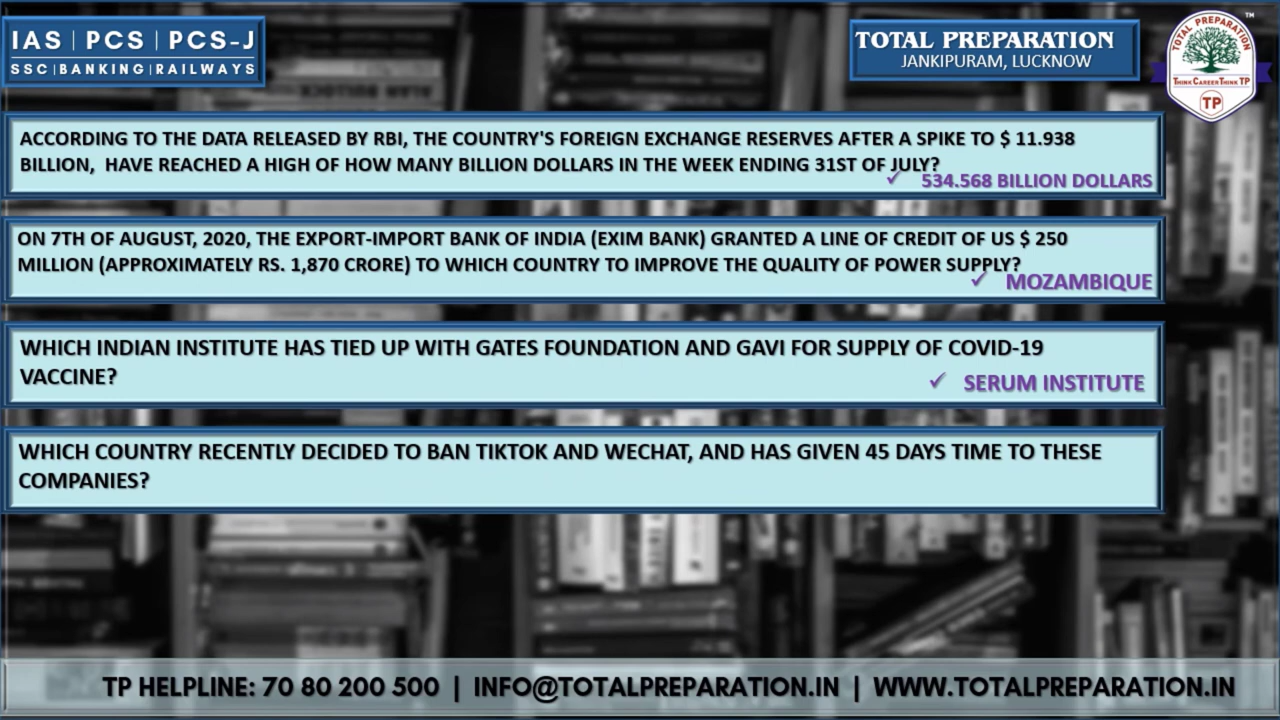 IAS | PCS | PCS-J
SSC|BANKING|RAILWAYS
TOTAL PREPARATION
JANKIPURAM, LUCKNOW
TM
TOTAL PREPARATION
THINK CAREER THINK TP
TP
ACCORDING TO THE DATA RELEASED BY RBI, THE COUNTRY'S FOREIGN EXCHANGE RESERVES AFTER A SPIKE TO $ 11.938
BILLION, HAVE REACHED A HIGH OF HOW MANY BILLION DOLLARS IN THE WEEK ENDING 31ST OF JULY?
✓ 534.568 BILLION DOLLARS
ON 7TH OF AUGUST, 2020, THE EXPORT-IMPORT BANK OF INDIA (EXIM BANK) GRANTED A LINE OF CREDIT OF US $ 250
MILLION (APPROXIMATELY RS. 1,870 CRORE) TO WHICH COUNTRY TO IMPROVE THE QUALITY OF POWER SUPPLY?
✓ MOZAMBIQUE
WHICH INDIAN INSTITUTE HAS TIED UP WITH GATES FOUNDATION AND GAVI FOR SUPPLY OF COVID-19
VACCINE?
✓ SERUM INSTITUTE
WHICH COUNTRY RECENTLY DECIDED TO BAN TIKTOK AND WECHAT, AND HAS GIVEN 45 DAYS TIME TO THESE
COMPANIES?
TP HELPLINE: 70 80 200 500 | INFO@TOTALPREPARATION.IN | WWW.TOTALPREPARATION.IN